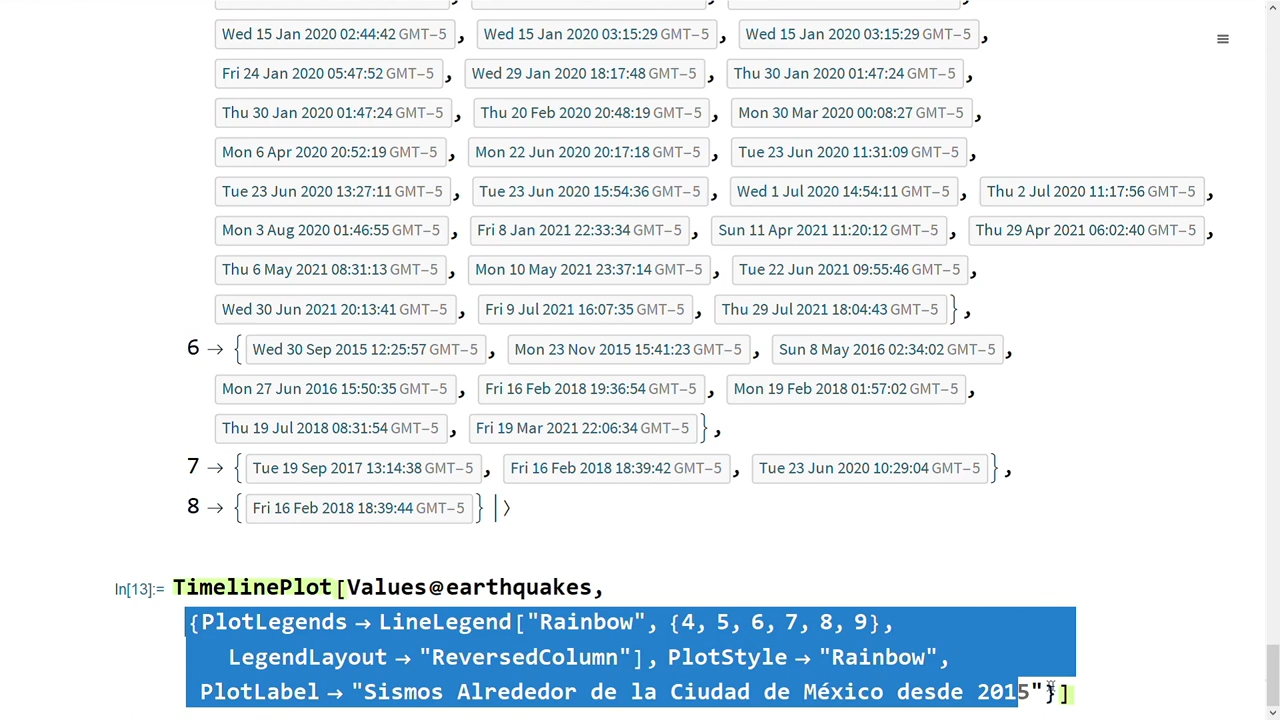 Wed 15 Jan 2020 02:44:42 GMT-5 , Wed 15 Jan 2020 03:15:29 GMT-5 , Wed 15 Jan 2020 03:15:29 GMT-5 ,
Fri 24 Jan 2020 05:47:52 GMT-5 , Wed 29 Jan 2020 18:17:48 GMT-5 , Thu 30 Jan 2020 01:47:24 GMT-5 ,
Thu 30 Jan 2020 01:47:24 GMT-5 , Thu 20 Feb 2020 20:48:19 GMT-5 , Mon 30 Mar 2020 00:08:27 GMT-5 ,
Mon 6 Apr 2020 20:52:19 GMT-5 , Mon 22 Jun 2020 20:17:18 GMT-5 , Tue 23 Jun 2020 11:31:09 GMT-5 ,
Tue 23 Jun 2020 13:27:11 GMT-5 , Tue 23 Jun 2020 15:54:36 GMT-5 , Wed 1 Jul 2020 14:54:11 GMT-5 , Thu 2 Jul 2020 11:17:56 GMT-5 ,
Mon 3 Aug 2020 01:46:55 GMT-5 , Fri 8 Jan 2021 22:33:34 GMT-5 , Sun 11 Apr 2021 11:20:12 GMT-5 , Thu 29 Apr 2021 06:02:40 GMT-5 ,
Thu 6 May 2021 08:31:13 GMT-5 , Mon 10 May 2021 23:37:14 GMT-5 , Tue 22 Jun 2021 09:55:46 GMT-5 ,
Wed 30 Jun 2021 20:13:41 GMT-5 , Fri 9 Jul 2021 16:07:35 GMT-5 , Thu 29 Jul 2021 18:04:43 GMT-5 } ,
6 → { Wed 30 Sep 2015 12:25:57 GMT-5 , Mon 23 Nov 2015 15:41:23 GMT-5 , Sun 8 May 2016 02:34:02 GMT-5 ,
Mon 27 Jun 2016 15:50:35 GMT-5 , Fri 16 Feb 2018 19:36:54 GMT-5 , Mon 19 Feb 2018 01:57:02 GMT-5 ,
Thu 19 Jul 2018 08:31:54 GMT-5 , Fri 19 Mar 2021 22:06:34 GMT-5 } ,
7 → { Tue 19 Sep 2017 13:14:38 GMT-5 , Fri 16 Feb 2018 18:39:42 GMT-5 , Tue 23 Jun 2020 10:29:04 GMT-5 } ,
8 → { Fri 16 Feb 2018 18:39:44 GMT-5 } |⟩
In[13]:= TimelinePlot[Values@earthquakes,
{PlotLegends → LineLegend["Rainbow", {4, 5, 6, 7, 8, 9},
LegendLayout → "ReversedColumn"], PlotStyle → "Rainbow",
PlotLabel → "Sismos Alrededor de la Ciudad de México desde 2015"}]